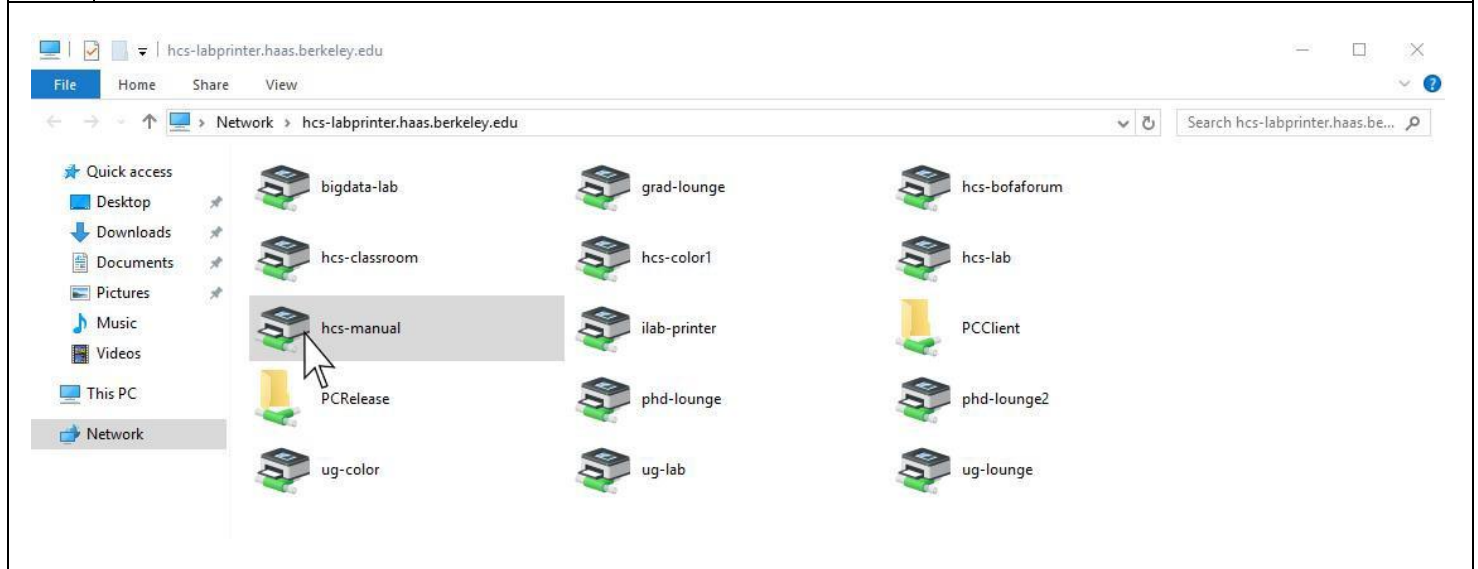 hcs-labprinter.haas.berkeley.edu
File Home Share View
Network > hcs-labprinter.haas.berkeley.edu
Search hcs-labprinter.haas.be...
Quick access
Desktop
Downloads
Documents
Pictures
Music
Videos
This PC
Network
bigdata-lab grad-lounge hcs-bofaforum
hcs-classroom hcs-color1 hcs-lab
hcs-manual ilab-printer PCClient
PCRelease phd-lounge phd-lounge2
ug-color ug-lab ug-lounge